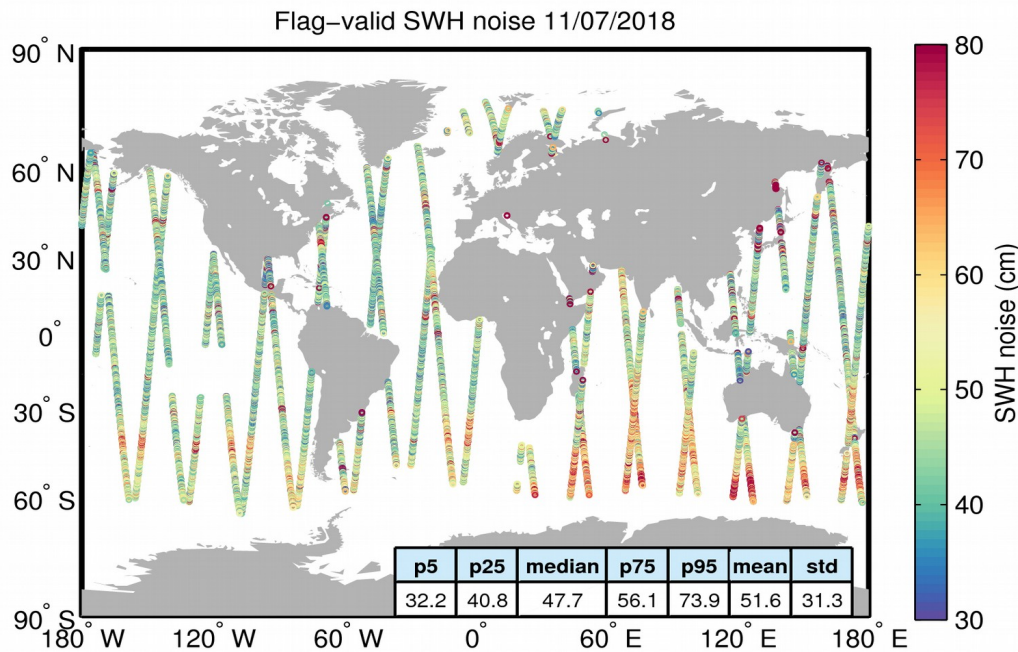 Flag−valid SWH noise 11/07/2018
90° N
60° N
30° N
0°
30° S
60° S
90° S
180° W
120° W
60° W
0°
60° E
120° E
180° E
80
70
60
50
40
30
SWH noise (cm)
p5 p25 median p75 p95 mean std
32.2 40.8 47.7 56.1 73.9 51.6 31.3